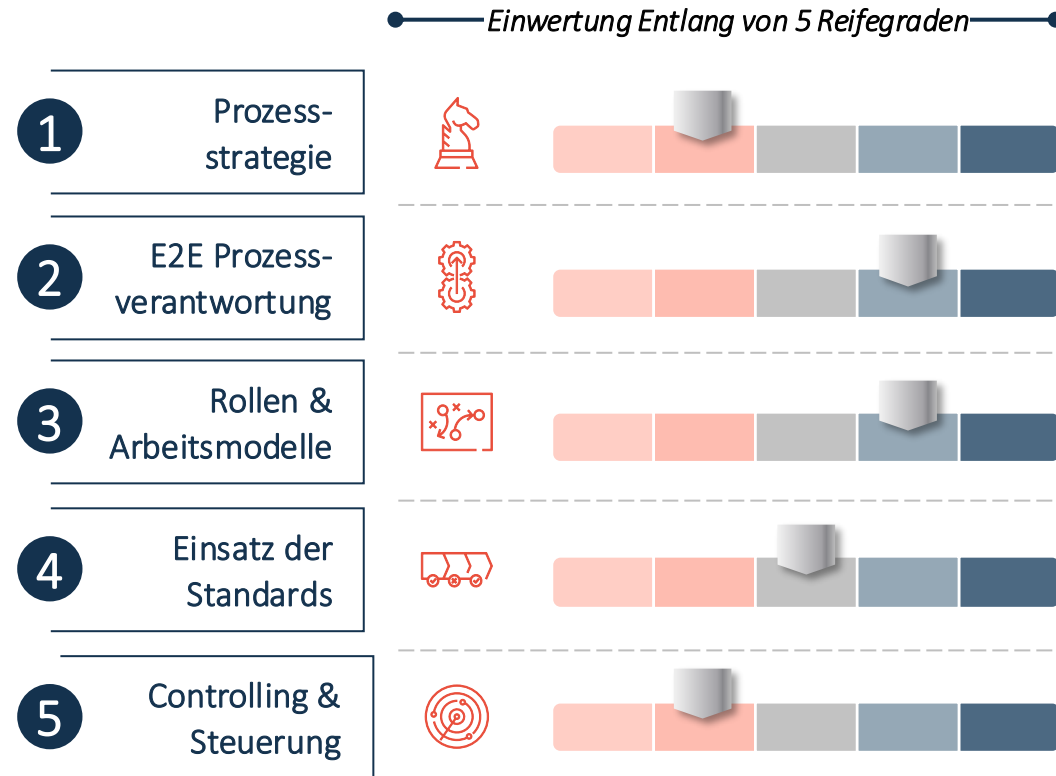 Einwertung Entlang von 5 Reifegraden
1
Prozess-
strategie
2
E2E Prozess-
verantwortung
3
Rollen &
Arbeitsmodelle
4
Einsatz der
Standards
5
Controlling &
Steuerung